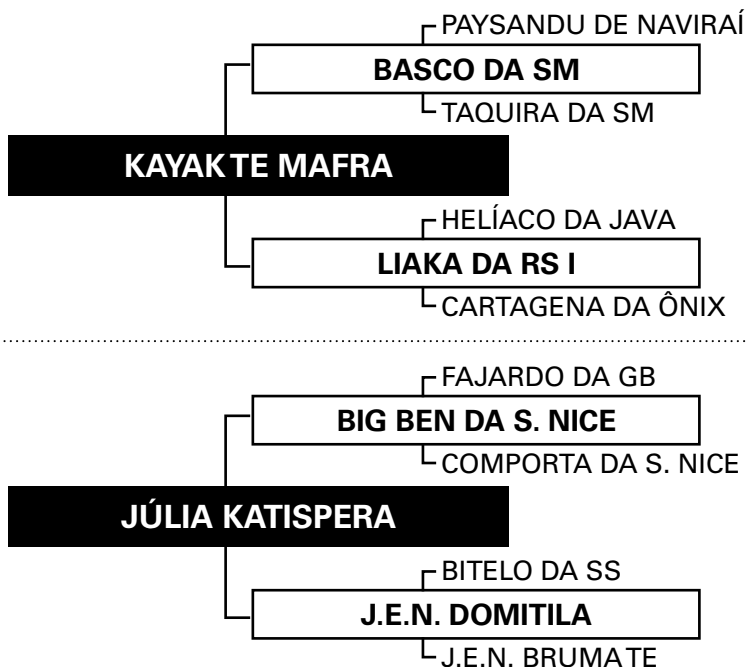 PAYSANDU DE NAVIRAÍ
BASCO DA SM
TAQUIRA DA SM
KAYAK TE MAFRA
HELÍACO DA JAVA
LIAKA DA RS I
CARTAGENA DA ÔNIX
FAJARDO DA GB
BIG BEN DA S. NICE
COMPORTA DA S. NICE
JÚLIA KATISPERA
BITELO DA SS
J.E.N. DOMITILA
J.E.N. BRUMATE